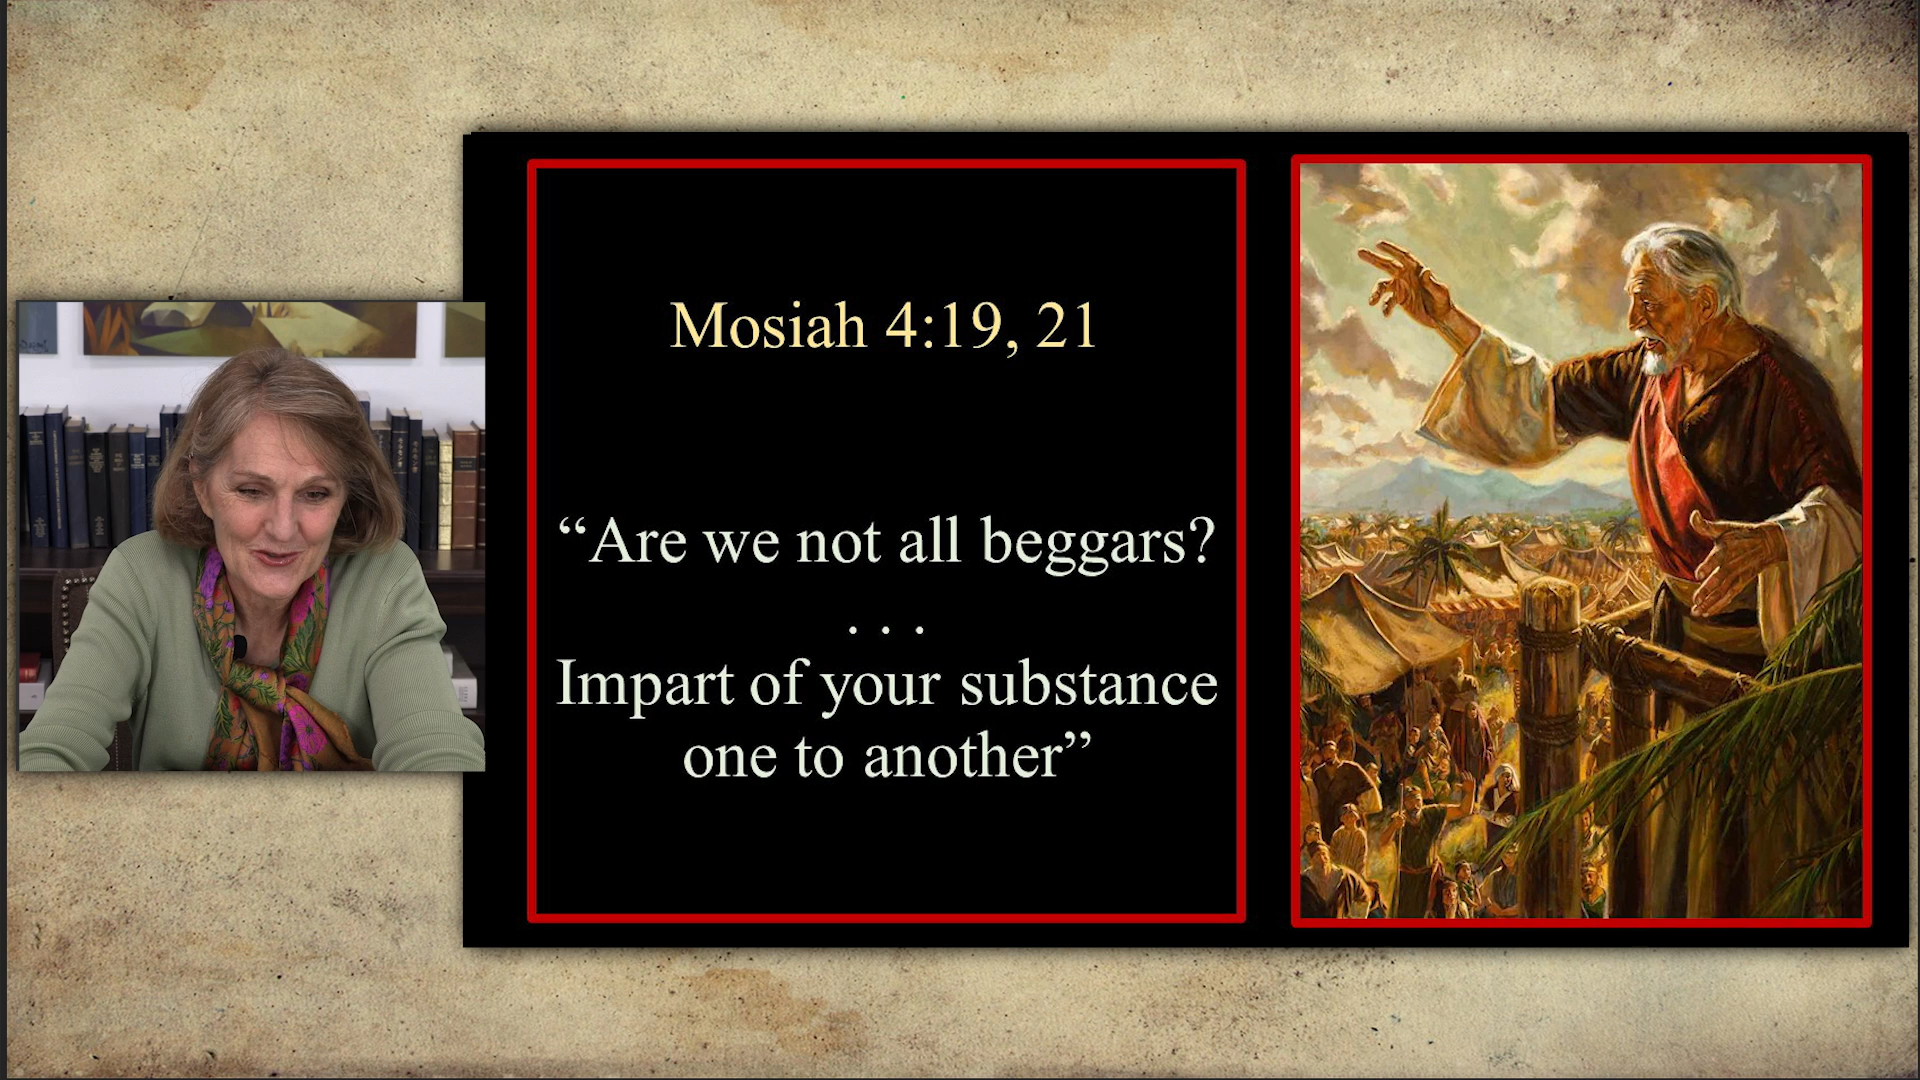 Mosiah 4:19, 21
“Are we not all beggars?
. . .
Impart of your substance
one to another”